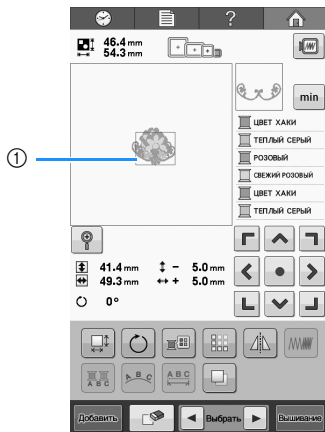 ?
46.4 mm
54.3 mm
min
ЦВЕТ ХАКИ
ТЕПЛЫЙ СЕРЫЙ
РОЗОВЫЙ
СВЕЖИЙ РОЗОВЫЙ
ЦВЕТ ХАКИ
ТЕПЛЫЙ СЕРЫЙ
①
41.4 mm ↕ - 5.0 mm
49.3 mm ↔ + 5.0 mm
0°
A B C
A B C
A B C
Добавить
Выбрать
Вышивание